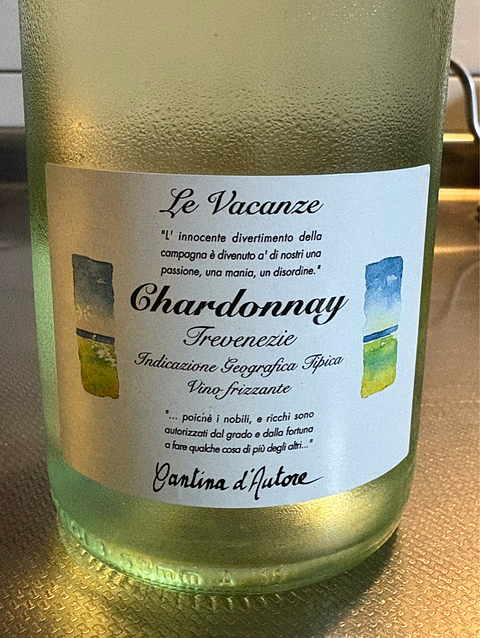 Le Vacanze
"L' innocente divertimento della
campagna è divenuto a' dì nostri una
passione, una mania, un disordine."
Chardonnay
Trevenezie
Indicazione Geografica Tipica
Vino frizzante
"... poichè i nobili, e ricchi sono
autorizzati dal grado e dalla fortuna
a fare qualche cosa di più degli altri..."
Cantina d'Autore